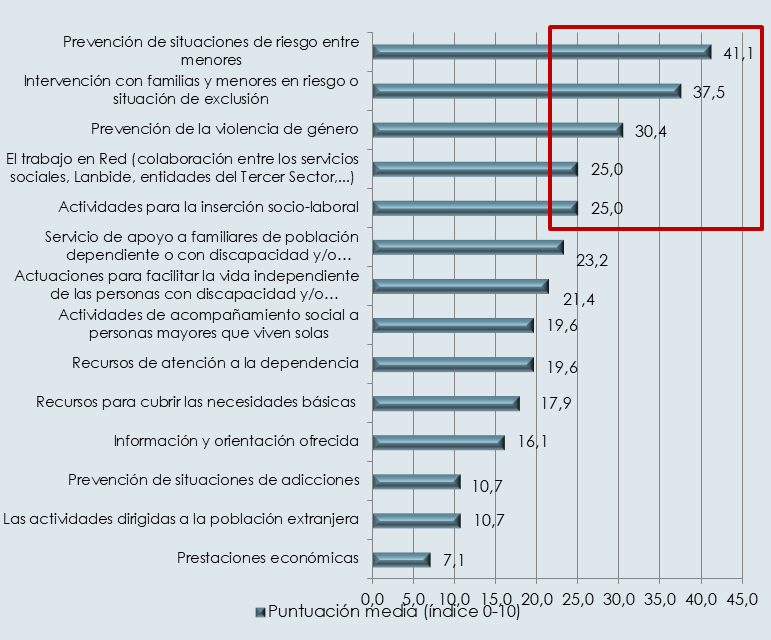 Prevención de situaciones de riesgo entre
menores
41,1
Intervención con familias y menores en riesgo o
situación de exclusión
37,5
Prevención de la violencia de género
30,4
El trabajo en Red (colaboración entre los servicios
sociales, Lanbide, entidades del Tercer Sector,...)
25,0
Actividades para la inserción socio-laboral
25,0
Servicio de apoyo a familiares de población
dependiente o con discapacidad y/o…
23,2
Actuaciones para facilitar la vida independiente
de las personas con discapacidad y/o…
21,4
Actividades de acompañamiento social a
personas mayores que viven solas
19,6
Recursos de atención a la dependencia
19,6
Recursos para cubrir las necesidades básicas
17,9
Información y orientación ofrecida
16,1
Prevención de situaciones de adicciones
10,7
Las actividades dirigidas a la población extranjera
10,7
Prestaciones económicas
7,1
0,0 5,0 10,0 15,0 20,0 25,0 30,0 35,0 40,0 45,0
Puntuación media (índice 0-10)